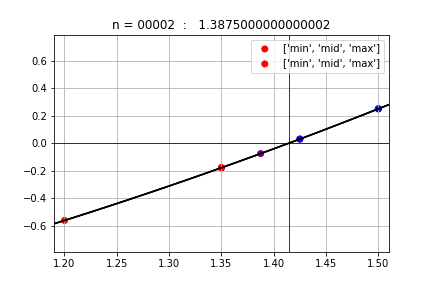 n = 00002  :   1.3875000000000002
['min', 'mid', 'max']
['min', 'mid', 'max']
0.6
0.4
0.2
0.0
−0.2
−0.4
−0.6
1.20 1.25 1.30 1.35 1.40 1.45 1.50